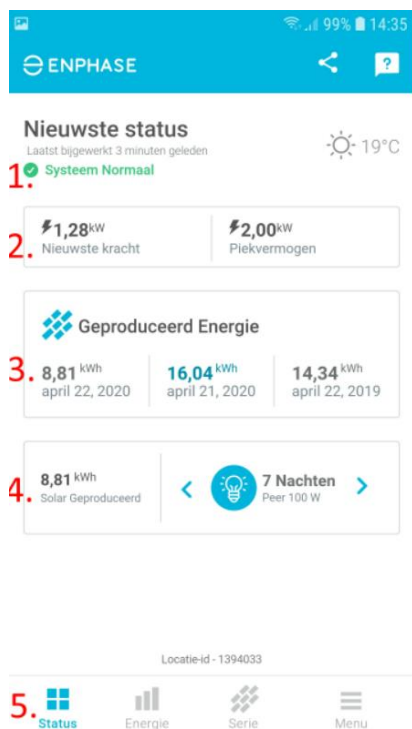 99% 14:35
ENPHASE
?
Nieuwste status
Laatst bijgewerkt 3 minuten geleden
19°C
1. Systeem Normaal
2. 1,28kW 2,00kW
Nieuwste kracht Piekvermogen
Geproduceerd Energie
3. 8,81 kWh 16,04 kWh 14,34 kWh
april 22, 2020 april 21, 2020 april 22, 2019
4. 8,81 kWh 7 Nachten
Solar Geproduceerd Peer 100 W
Locatie-id - 1394033
5. Status Energie Serie Menu